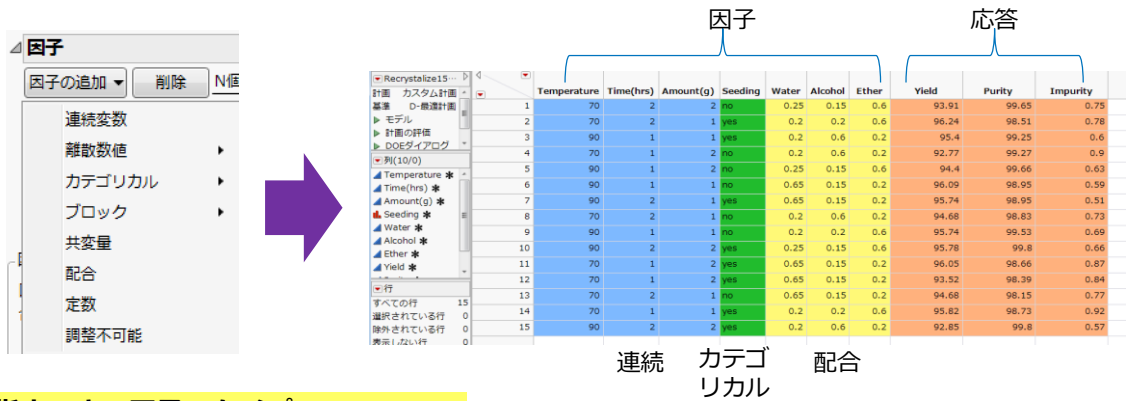 因子
因子の追加 削除 N個
連続変数
離散数値
カテゴリカル
ブロック
共変量
配合
定数
調整不可能
因子 応答
Recrystalize15…
計画 カスタム計画
基準 D-最適計画
モデル
計画の評価
DOEダイアログ
列(10/0)
Temperature
Time(hrs)
Amount(g)
Seeding
Water
Alcohol
Ether
Yield
行
すべての行 15
選択されている行 0
除外されている行 0
表示しない行 0
Temperature Time(hrs) Amount(g) Seeding Water Alcohol Ether Yield Purity Impurity
1 70 2 2 no 0.25 0.15 0.6 93.91 99.65 0.75
2 70 2 1 yes 0.2 0.2 0.6 96.24 98.51 0.78
3 90 1 1 yes 0.2 0.6 0.2 95.4 99.25 0.6
4 70 1 2 no 0.2 0.6 0.2 92.77 99.27 0.9
5 90 1 2 no 0.25 0.15 0.6 94.4 99.66 0.63
6 90 1 1 no 0.65 0.15 0.2 96.09 98.95 0.59
7 90 2 1 yes 0.65 0.15 0.2 95.74 98.95 0.51
8 70 2 1 no 0.2 0.6 0.2 94.68 98.83 0.73
9 90 1 1 no 0.2 0.2 0.6 95.74 99.53 0.69
10 90 2 2 yes 0.25 0.15 0.6 95.78 99.8 0.66
11 70 1 2 yes 0.65 0.15 0.2 96.05 98.66 0.87
12 70 1 2 yes 0.65 0.15 0.2 93.52 98.39 0.84
13 70 2 1 no 0.65 0.15 0.2 94.68 98.15 0.77
14 70 1 1 yes 0.2 0.2 0.6 95.82 98.73 0.92
15 90 2 2 yes 0.2 0.6 0.2 92.85 99.8 0.57
連続 カテゴ 配合
リカル